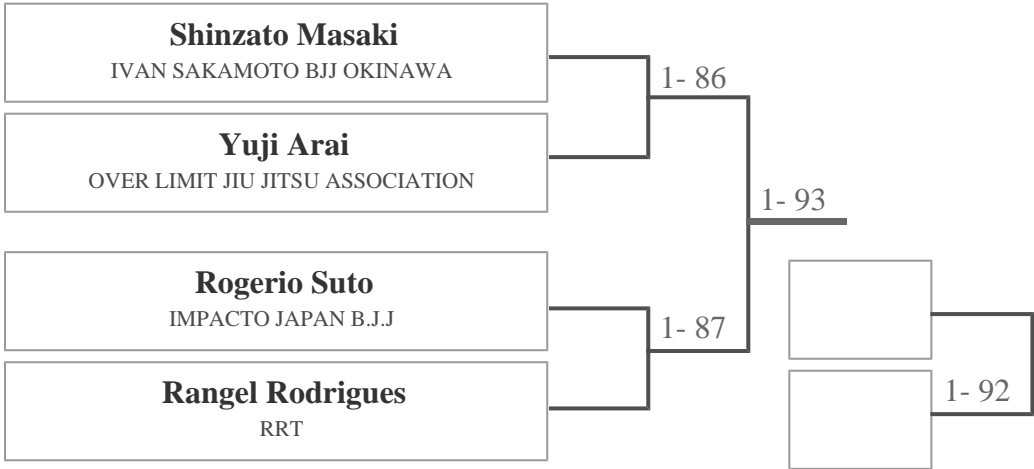 Shinzato Masaki
IVAN SAKAMOTO BJJ OKINAWA
1- 86
Yuji Arai
OVER LIMIT JIU JITSU ASSOCIATION
1- 93
Rogerio Suto
IMPACTO JAPAN B.J.J
1- 87
Rangel Rodrigues
RRT
1- 92